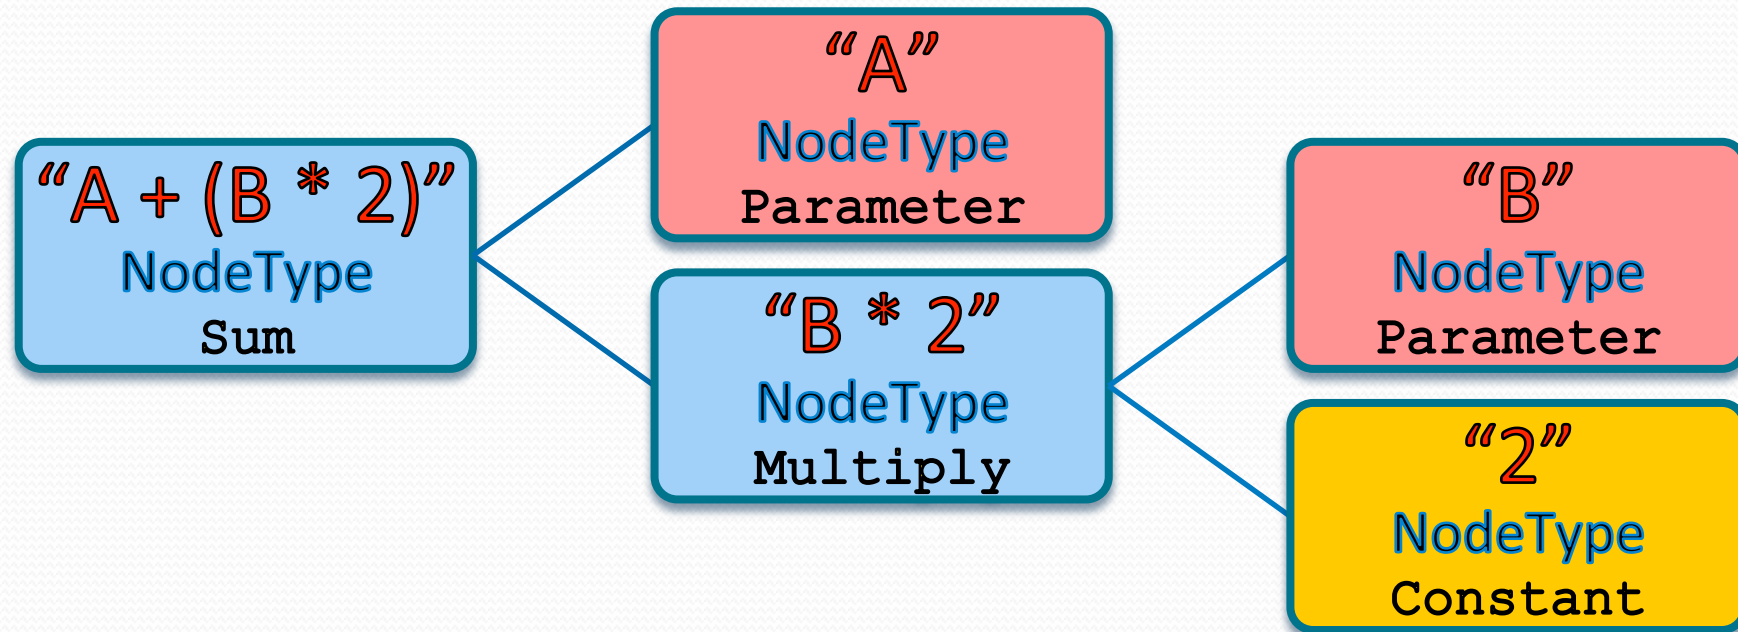 “A + (B * 2)”
NodeType
Sum
“A”
NodeType
Parameter
“B * 2”
NodeType
Multiply
“B”
NodeType
Parameter
“2”
NodeType
Constant